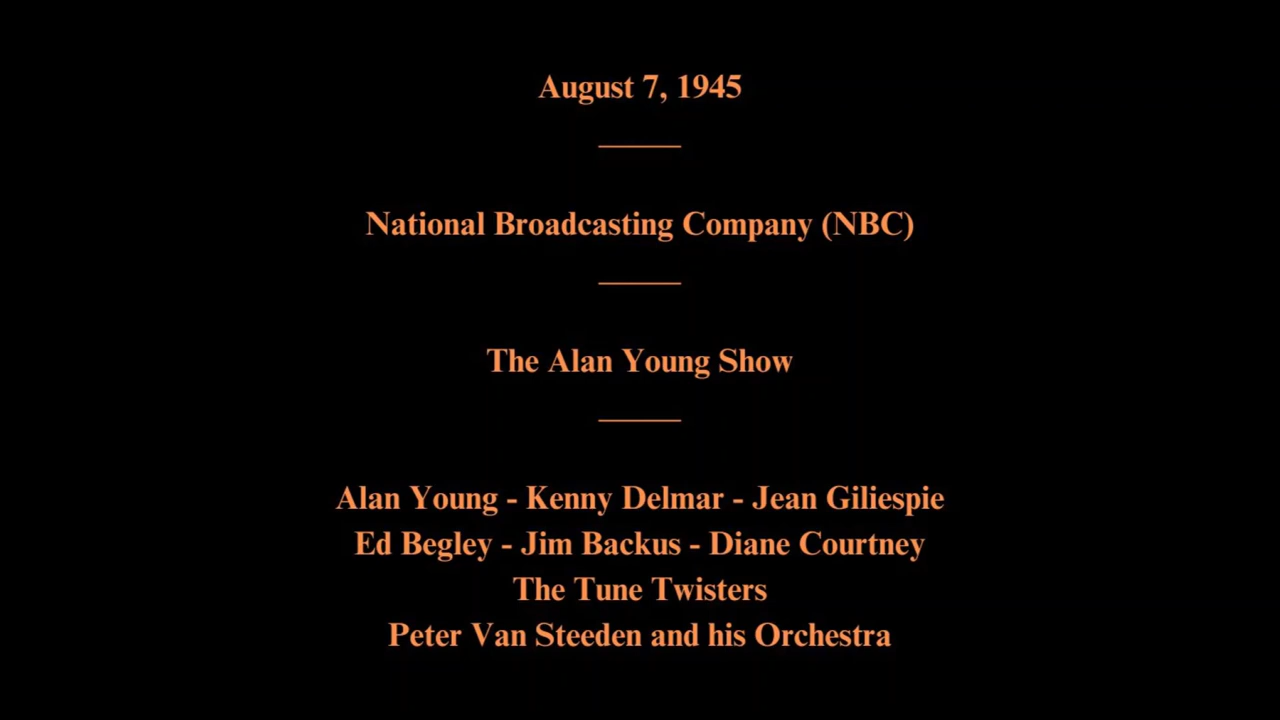 August 7, 1945
National Broadcasting Company (NBC)
The Alan Young Show
Alan Young - Kenny Delmar - Jean Giliespie
Ed Begley - Jim Backus - Diane Courtney
The Tune Twisters
Peter Van Steeden and his Orchestra